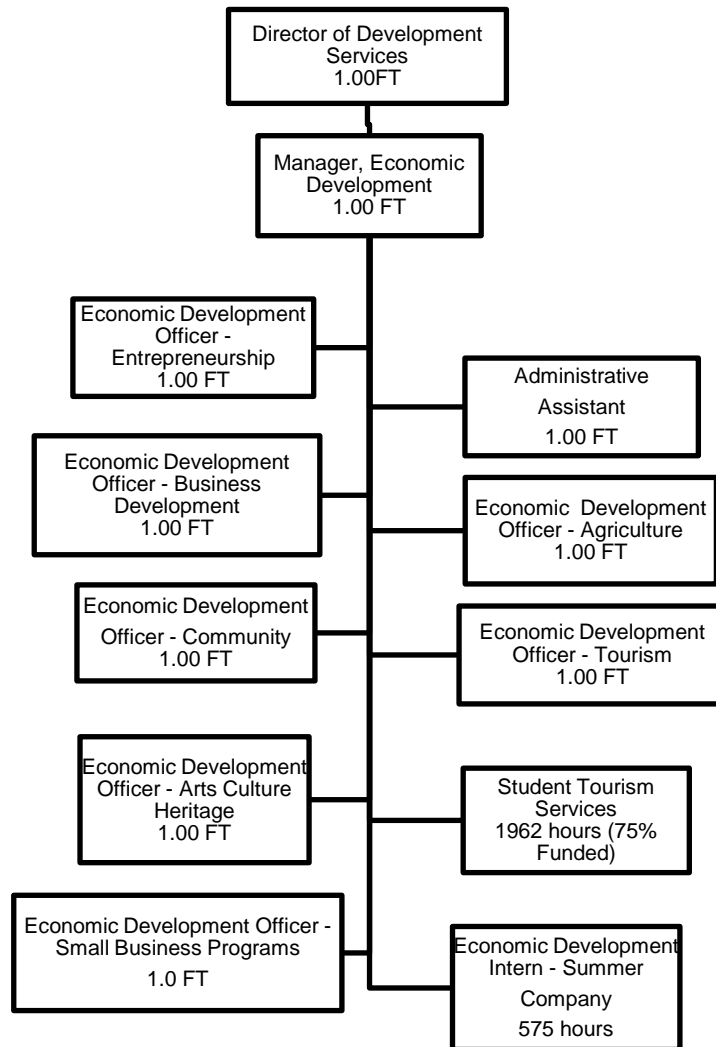 Director of Development
Services
1.00FT
Manager, Economic
Development
1.00 FT
Economic Development
Officer -
Entrepreneurship
1.00 FT
Administrative
Assistant
1.00 FT
Economic Development
Officer - Business
Development
1.00 FT
Economic  Development
Officer - Agriculture
1.00 FT
Economic Development
Officer - Community
1.00 FT
Economic Development
Officer - Tourism
1.00 FT
Economic Development
Officer - Arts Culture
Heritage
1.00 FT
Student Tourism
Services
1962 hours (75%
Funded)
Economic Development Officer -
Small Business Programs
1.0 FT
Economic Development
Intern - Summer
Company
575 hours